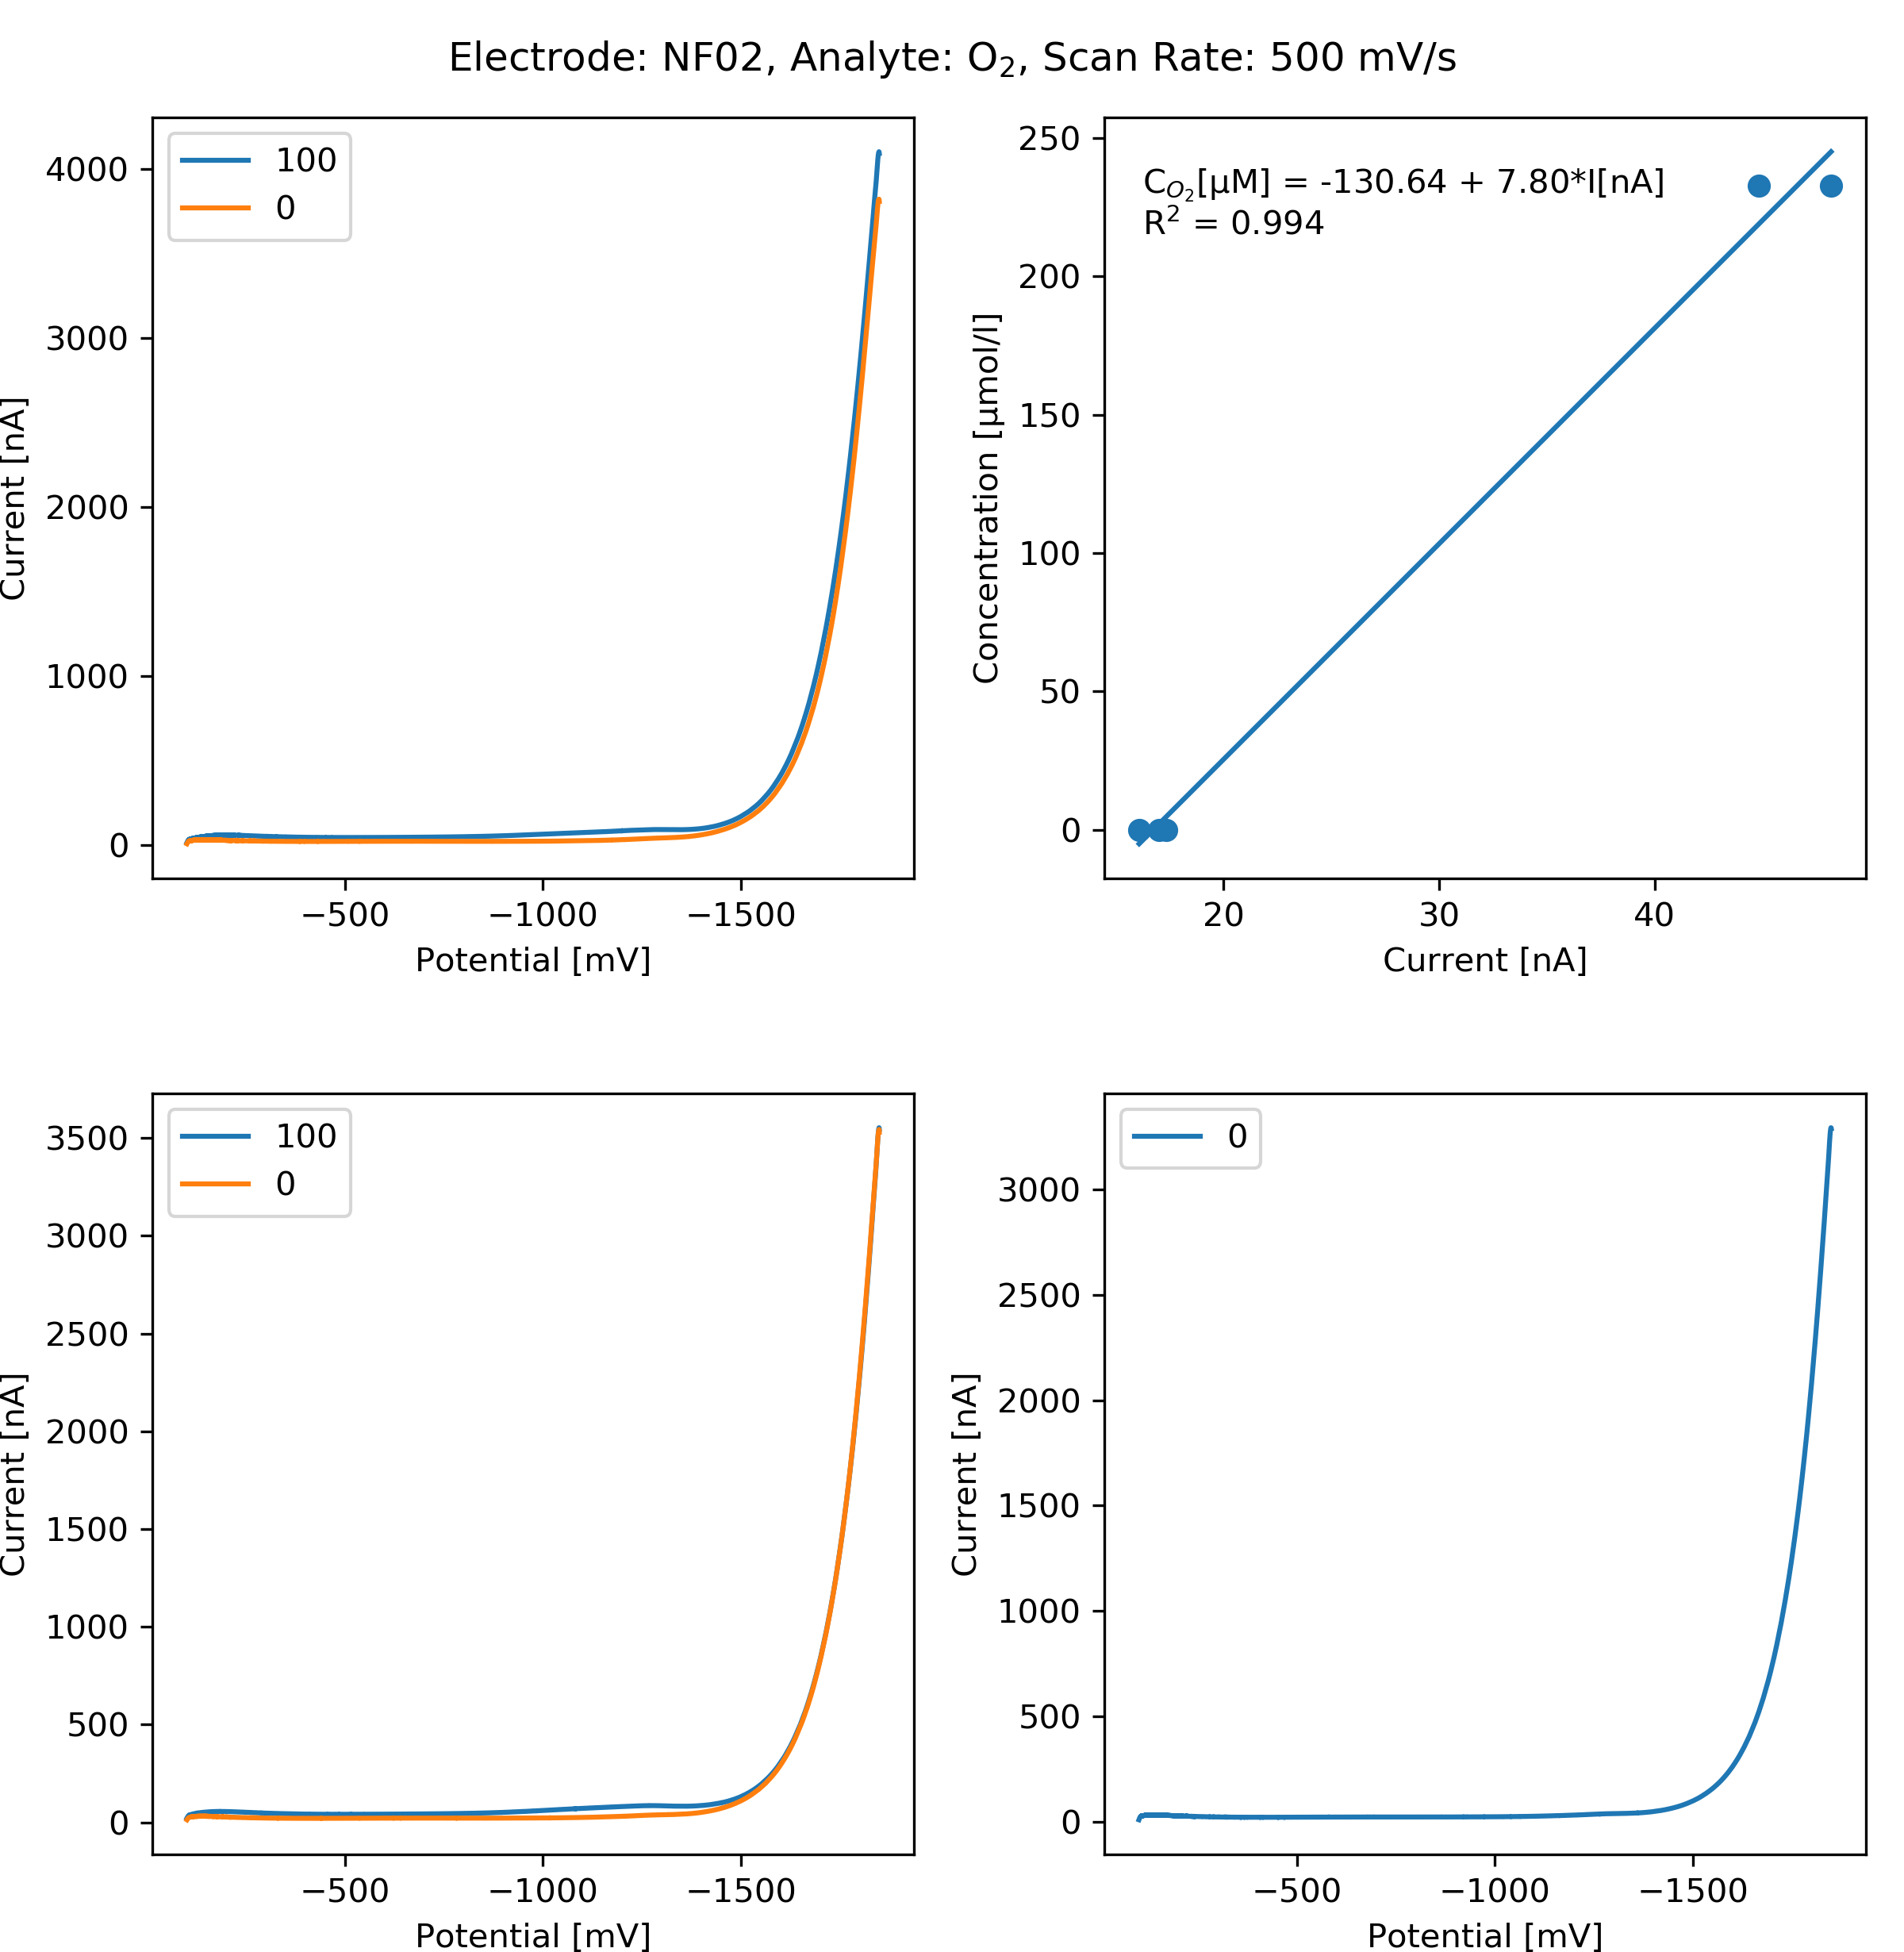 Electrode: NF02, Analyte: O₂, Scan Rate: 500 mV/s
100
0
4000
3000
2000
1000
0
Current [nA]
−500 −1000 −1500
Potential [mV]
C_{O₂}[µM] = -130.64 + 7.80*I[nA]
R² = 0.994
250
200
150
100
50
0
Concentration [µmol/l]
20 30 40
Current [nA]
100
0
3500
3000
2500
2000
1500
1000
500
0
Current [nA]
−500 −1000 −1500
Potential [mV]
0
3000
2500
2000
1500
1000
500
0
Current [nA]
−500 −1000 −1500
Potential [mV]